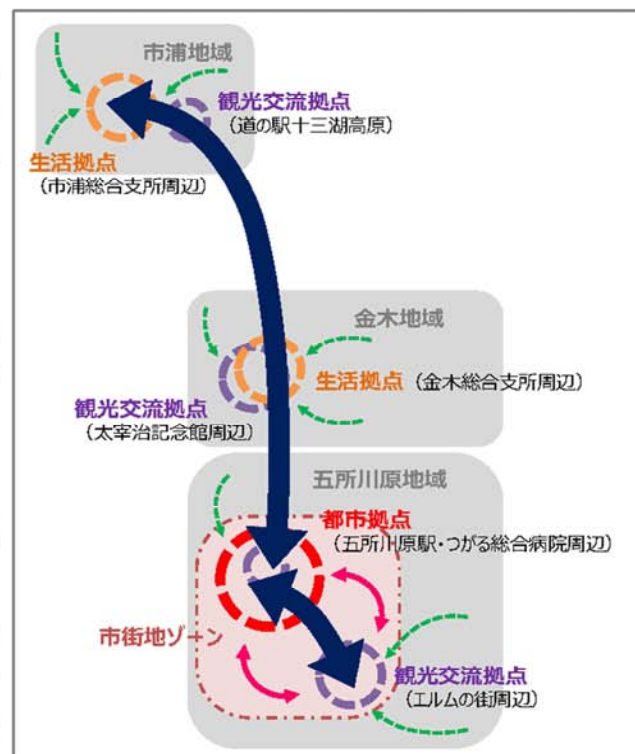 市浦地域
観光交流拠点
（道の駅十三湖高原）
生活拠点
（市浦総合支所周辺）
金木地域
生活拠点（金木総合支所周辺）
観光交流拠点
（太宰治記念館周辺）
五所川原地域
都市拠点
（五所川原駅・つがる総合病院周辺）
市街地ゾーン
観光交流拠点
（エルムの街周辺）